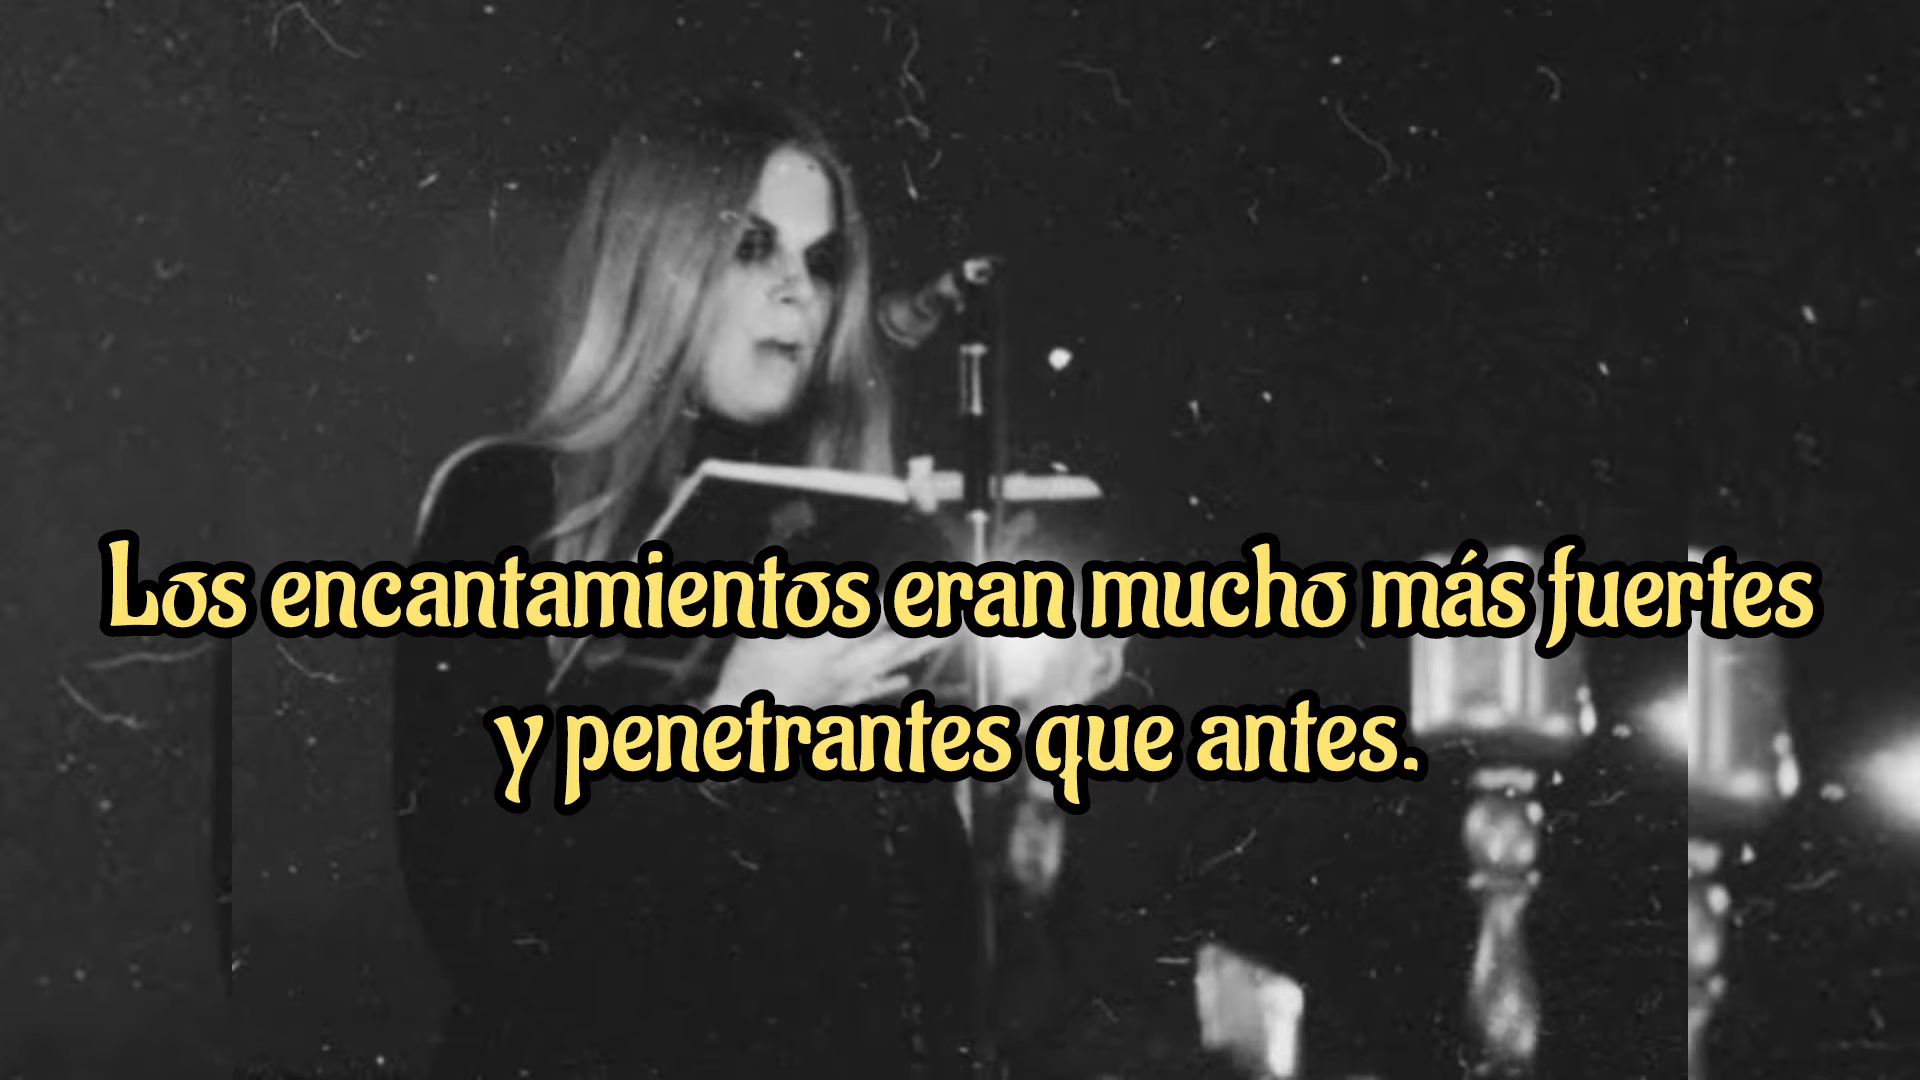 Los encantamientos eran mucho más fuertes
y penetrantes que antes.